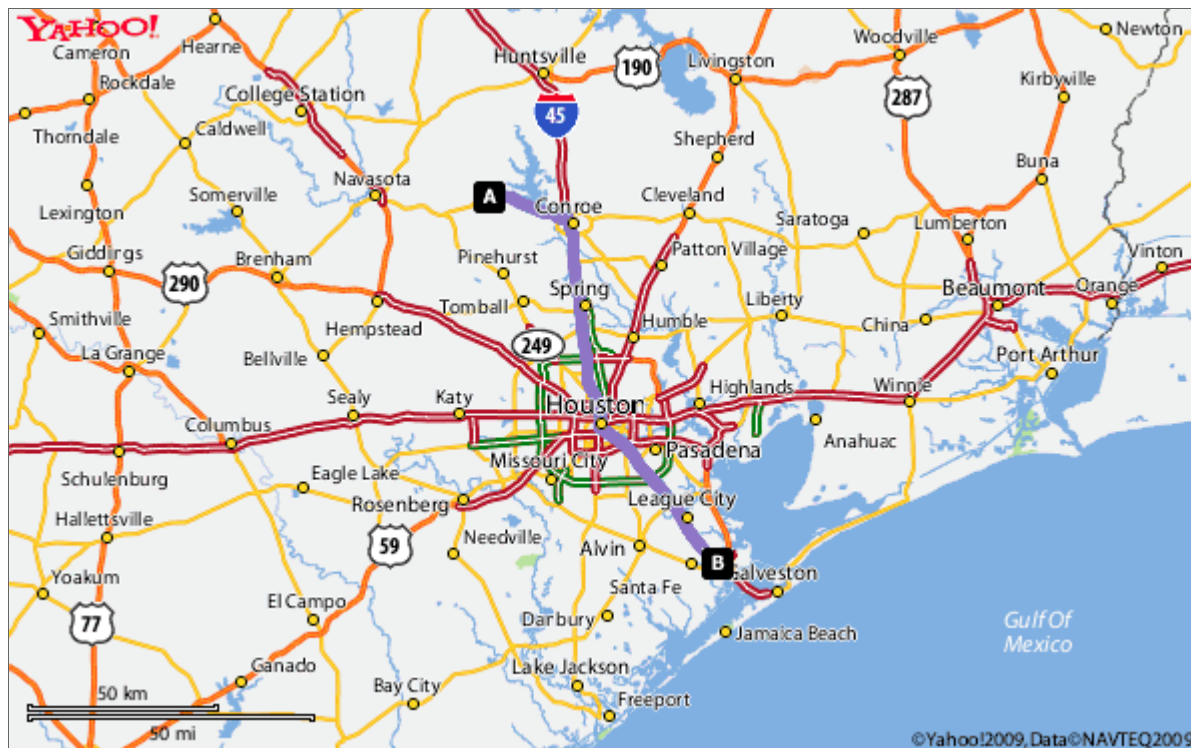 YAHOO!
Cameron
Hearne
Rockdale
Huntsville
190
Livingston
Woodville
Newton
Kirbyville
287
45
College Station
Thorndale
Caldwell
Shepherd
Buna
Navasota
A
Lexington
Somerville
Conroe
Cleveland
Saratoga
Lumberton
Giddings
Brenham
Pinehurst
Patton Village
Vinton
290
Tomball
Spring
Liberty
Beaumont
Orange
Smithville
Hempstead
Humble
China
249
La Grange
Bellville
Port Arthur
Sealy
Katy
Houston
Highlands
Winnie
Columbus
Anahuac
Pasadena
Missouri City
Schulenburg
Eagle Lake
Rosenberg
League City
Hallettsville
59
Needville
Alvin
B
Galveston
Yoakum
Santa Fe
El Campo
Danbury
77
Gulf Of
Mexico
Jamaica Beach
Ganado
Lake Jackson
Bay City
Freeport
50 km
50 mi
©Yahoo!2009, Data©NAVTEQ2009